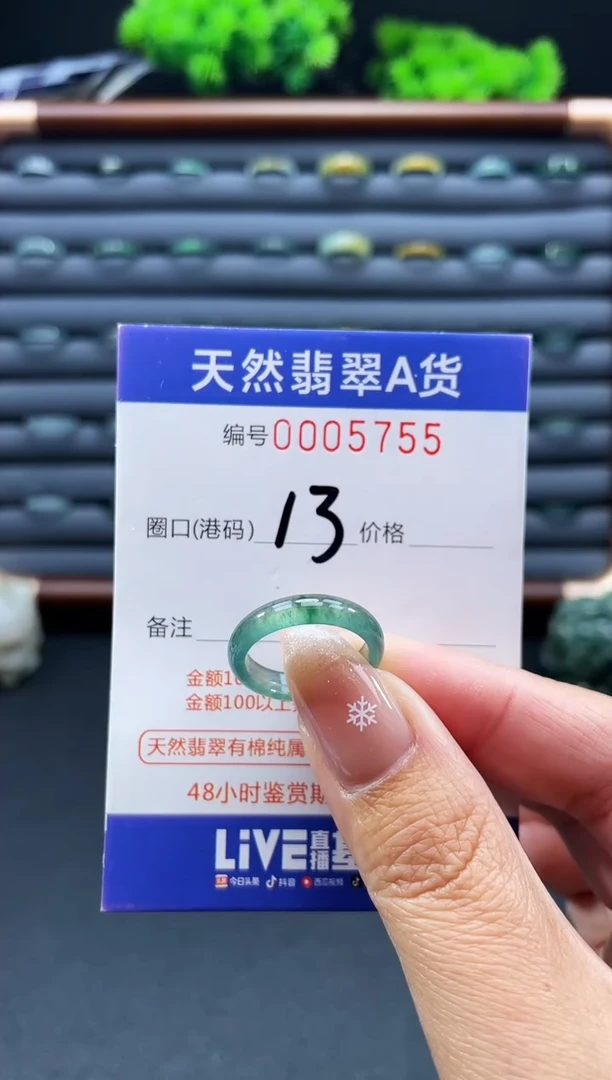 天然翡翠A货
编号0005755
圈口(港码) 13 价格
备注
金额1
金额100以上
天然翡翠有棉纯属
48小时鉴赏期
LiVE直播基
今日头条 抖音 西瓜视频